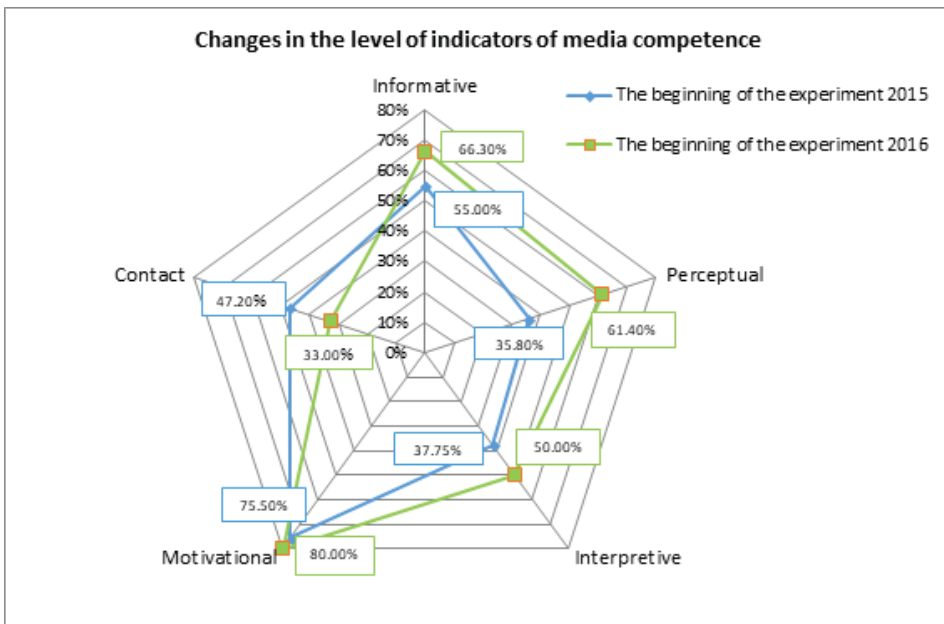 Changes in the level of indicators of media competence
Informative
The beginning of the experiment 2015
The beginning of the experiment 2016
80%
70%
60%
50%
40%
30%
20%
10%
0%
66.30%
55.00%
Contact
Perceptual
47.20%
33.00%
35.80%
61.40%
37.75%
50.00%
75.50%
80.00%
Motivational
Interpretive